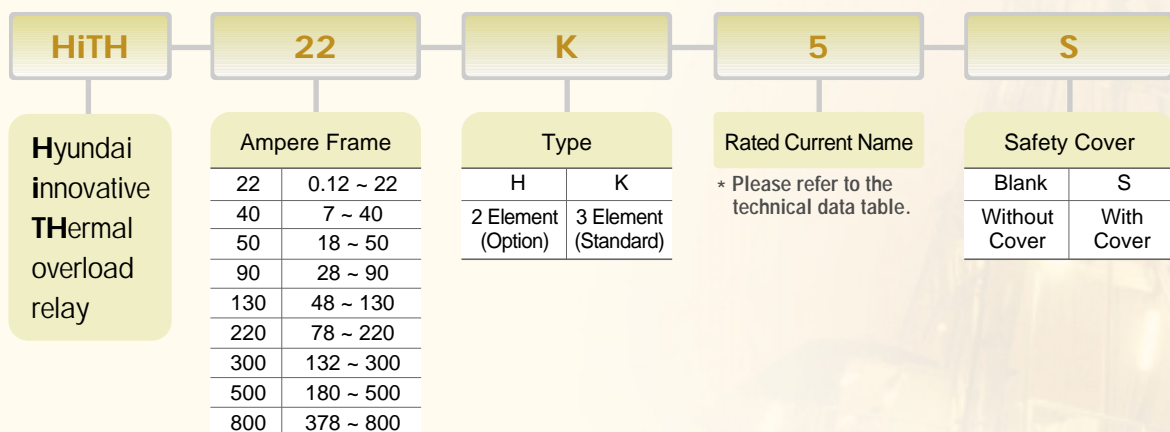 HiTH 22 K 5 S
Hyundai
innovative
THermal
overload
relay
Ampere Frame
22 0.12 ~ 22
40 7 ~ 40
50 18 ~ 50
90 28 ~ 90
130 48 ~ 130
220 78 ~ 220
300 132 ~ 300
500 180 ~ 500
800 378 ~ 800
Type
H K
2 Element 3 Element
(Option) (Standard)
Rated Current Name
* Please refer to the
technical data table.
Safety Cover
Blank S
Without With
Cover Cover